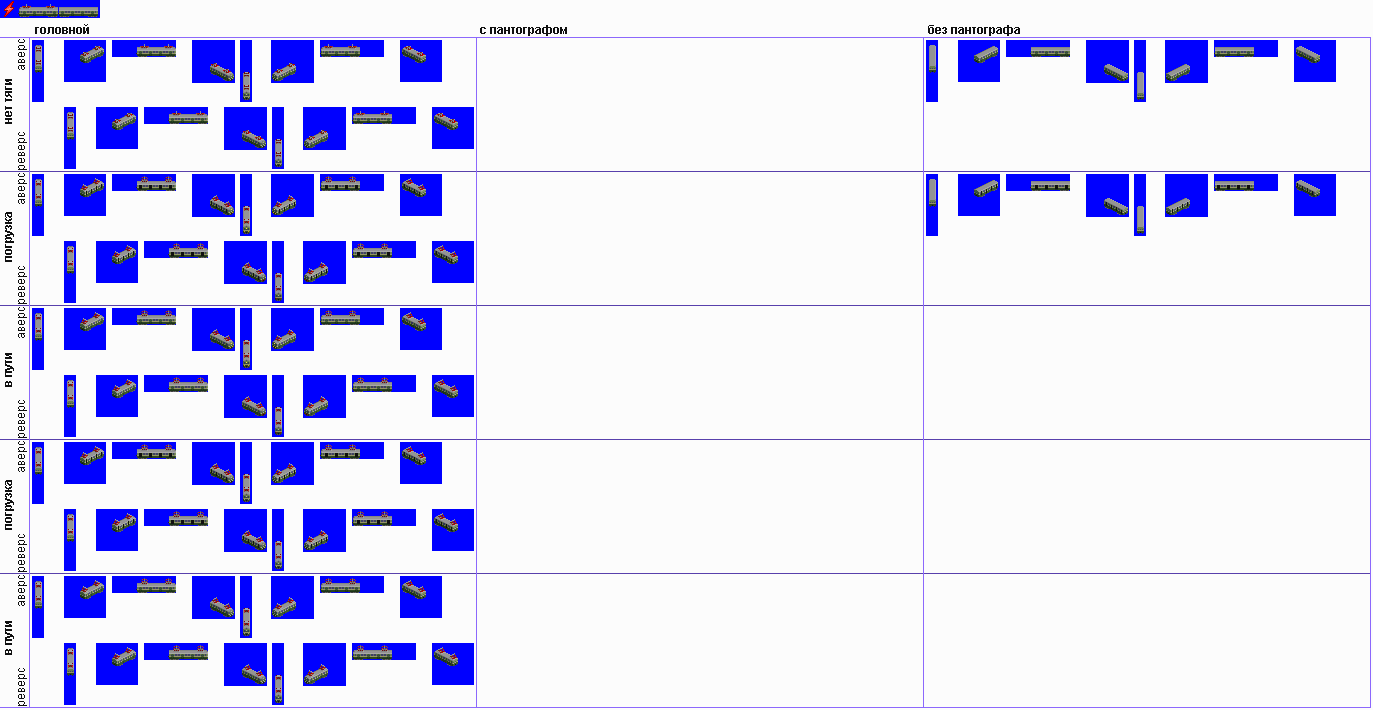 головной с пантографом без пантографа
нет тяги
аверс
реверс
погрузка
аверс
реверс
в пути
аверс
реверс
погрузка
аверс
реверс
в пути
аверс
реверс